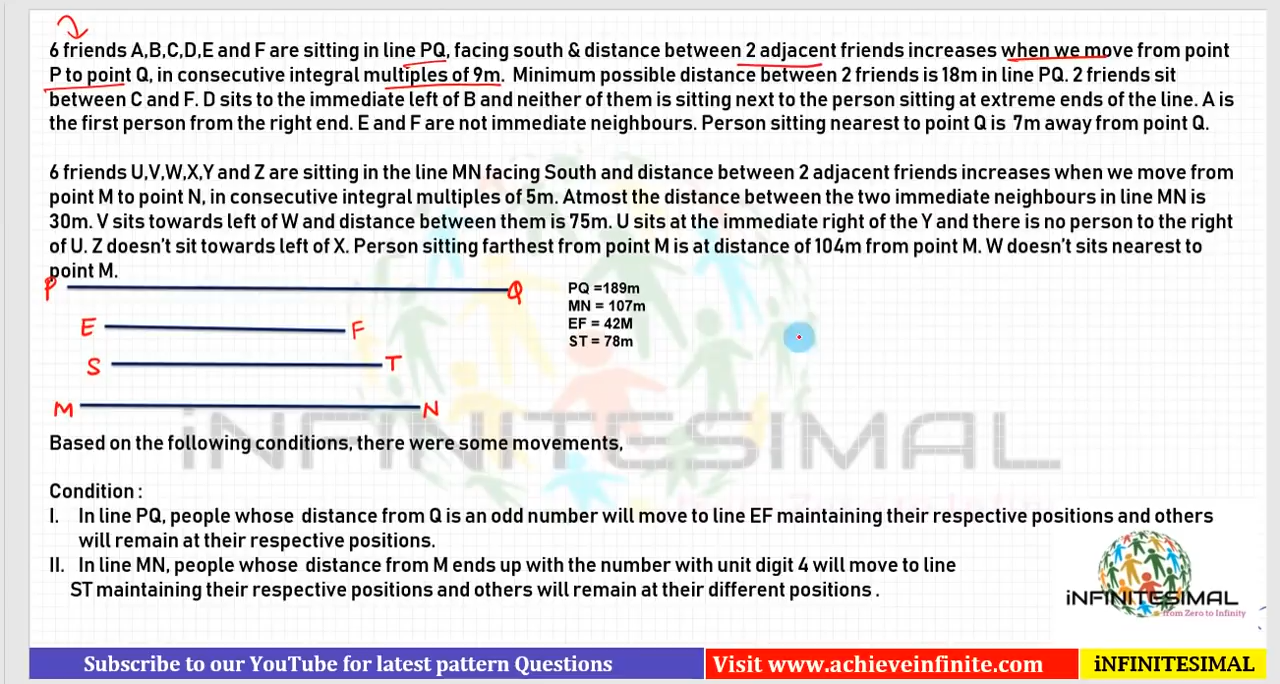 6 friends A,B,C,D,E and F are sitting in line PQ, facing south & distance between 2 adjacent friends increases when we move from point
P to point Q, in consecutive integral multiples of 9m. Minimum possible distance between 2 friends is 18m in line PQ. 2 friends sit
between C and F. D sits to the immediate left of B and neither of them is sitting next to the person sitting at extreme ends of the line. A is
the first person from the right end. E and F are not immediate neighbours. Person sitting nearest to point Q is 7m away from point Q.
6 friends U,V,W,X,Y and Z are sitting in the line MN facing South and distance between 2 adjacent friends increases when we move from
point M to point N, in consecutive integral multiples of 5m. Atmost the distance between the two immediate neighbours in line MN is
30m. V sits towards left of W and distance between them is 75m. U sits at the immediate right of the Y and there is no person to the right
of U. Z doesn't sit towards left of X. Person sitting farthest from point M is at distance of 104m from point M. W doesn't sits nearest to
point M.
P Q
PQ =189m
MN = 107m
E F
EF = 42M
ST = 78m
S T
M N
iNFINITESIMAL
Based on the following conditions, there were some movements,
Condition :
I. In line PQ, people whose distance from Q is an odd number will move to line EF maintaining their respective positions and others
will remain at their respective positions.
II. In line MN, people whose distance from M ends up with the number with unit digit 4 will move to line
ST maintaining their respective positions and others will remain at their different positions .
iNFINITESIMAL
from Zero to Infinity
Subscribe to our YouTube for latest pattern Questions
Visit www.achieveinfinite.com
iNFINITESIMAL